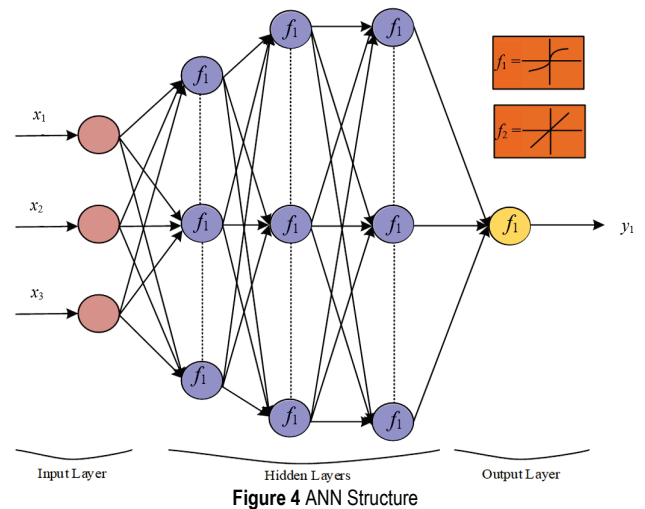 f1
f1
f1 =
f1
f2 =
x1
x2
f1
f1
f1
f1
y1
x3
f1
f1
f1
Input Layer
Hidden Layers
Output Layer
Figure 4 ANN Structure